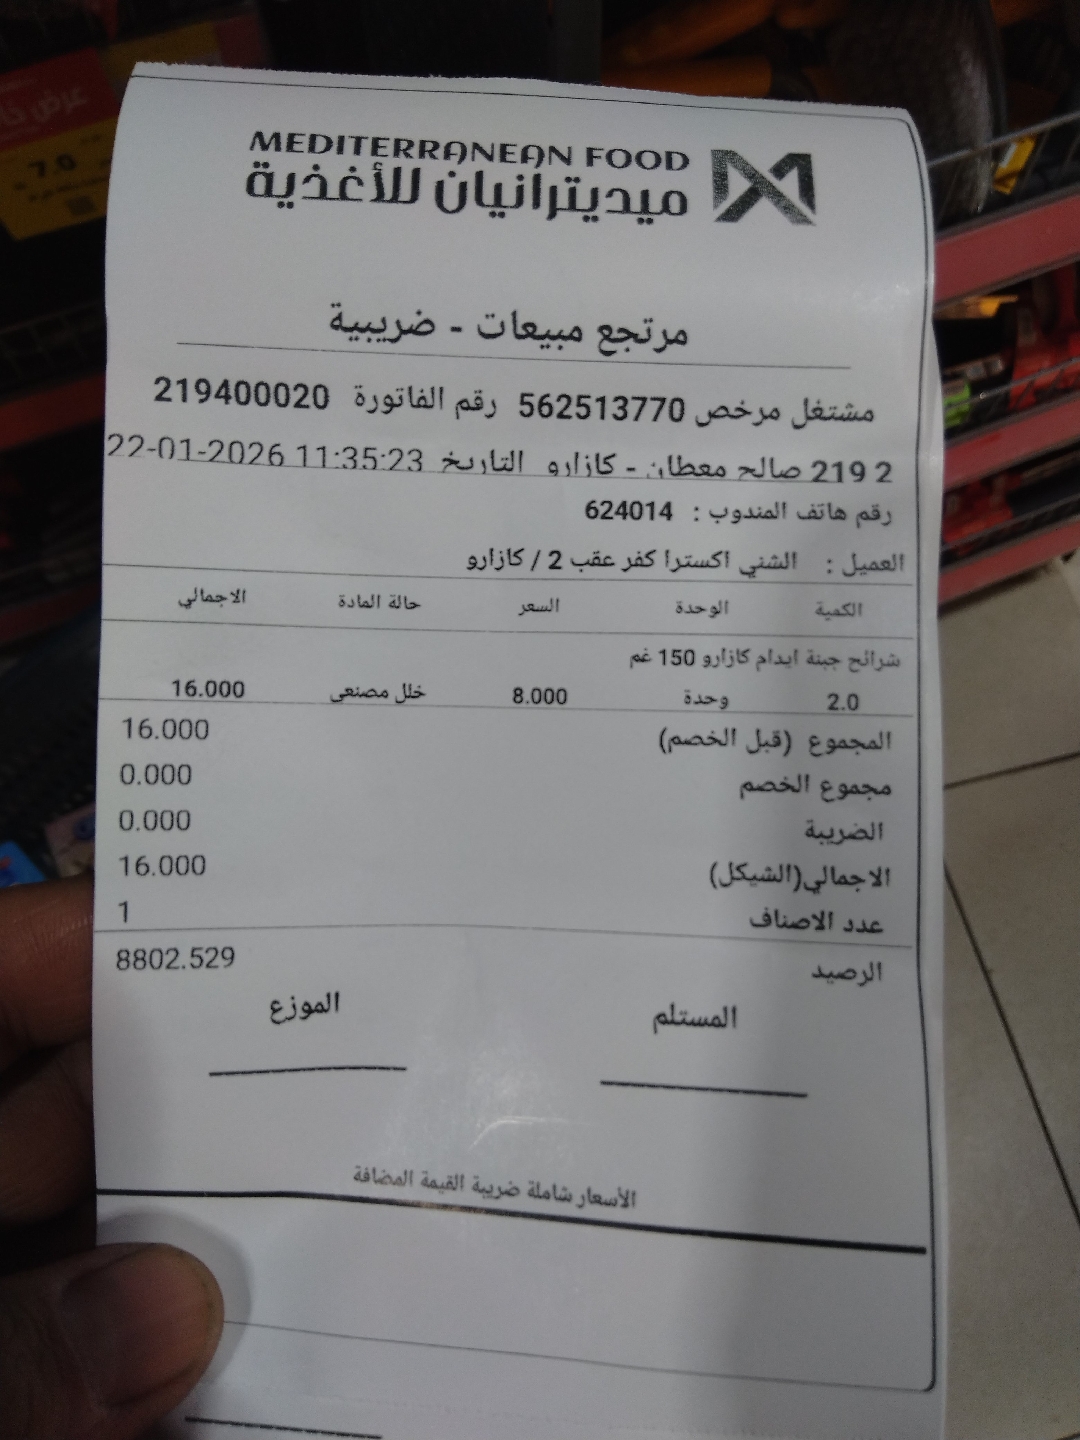 MEDITERRANEAN FOOD
ميديترانيان للأغذية
مرتجع مبيعات - ضريبية
مشتغل مرخص 562513770 رقم الفاتورة 219400020
2 219 صالح معطان - كازارو التاريخ 22-01-2026 11:35:23
رقم هاتف المندوب : 624014
العميل : الشني اكسترا كفر عقب 2 / كازارو
الكمية الوحدة السعر حالة المادة الاجمالي
شرائح جبنة ايدام كازارو 150 غم
2.0 وحدة 8.000 خلل مصنعي 16.000
المجموع (قبل الخصم) 16.000
مجموع الخصم 0.000
الضريبة 0.000
الاجمالي(الشيكل) 16.000
عدد الاصناف 1
الرصيد 8802.529
المستلم الموزع
الأسعار شاملة ضريبة القيمة المضافة